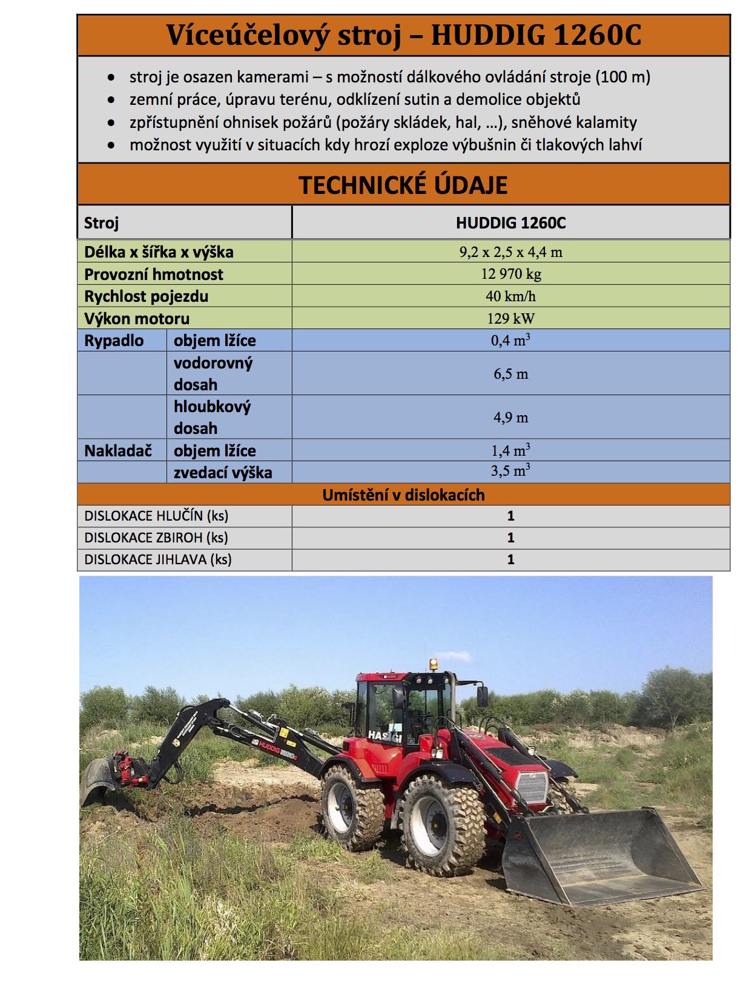 Víceúčelový stroj – HUDDIG 1260C
• stroj je osazen kamerami – s možností dálkového ovládání stroje (100 m)
• zemní práce, úpravu terénu, odklízení sutin a demolice objektů
• zpřístupnění ohnisek požárů (požáry skládek, hal, …), sněhové kalamity
• možnost využití v situacích kdy hrozí exploze výbušnin či tlakových lahví
TECHNICKÉ ÚDAJE
Stroj HUDDIG 1260C
Délka x šířka x výška 9,2 x 2,5 x 4,4 m
Provozní hmotnost 12 970 kg
Rychlost pojezdu 40 km/h
Výkon motoru 129 kW
Rypadlo objem lžíce 0,4 m³
vodorovný
dosah 6,5 m
hloubkový
dosah 4,9 m
Nakladač objem lžíce 1,4 m³
zvedací výška 3,5 m³
Umístění v dislokacích
DISLOKACE HLUČÍN (ks) 1
DISLOKACE ZBIROH (ks) 1
DISLOKACE JIHLAVA (ks) 1
HUDDIG 1260C
HASIČI